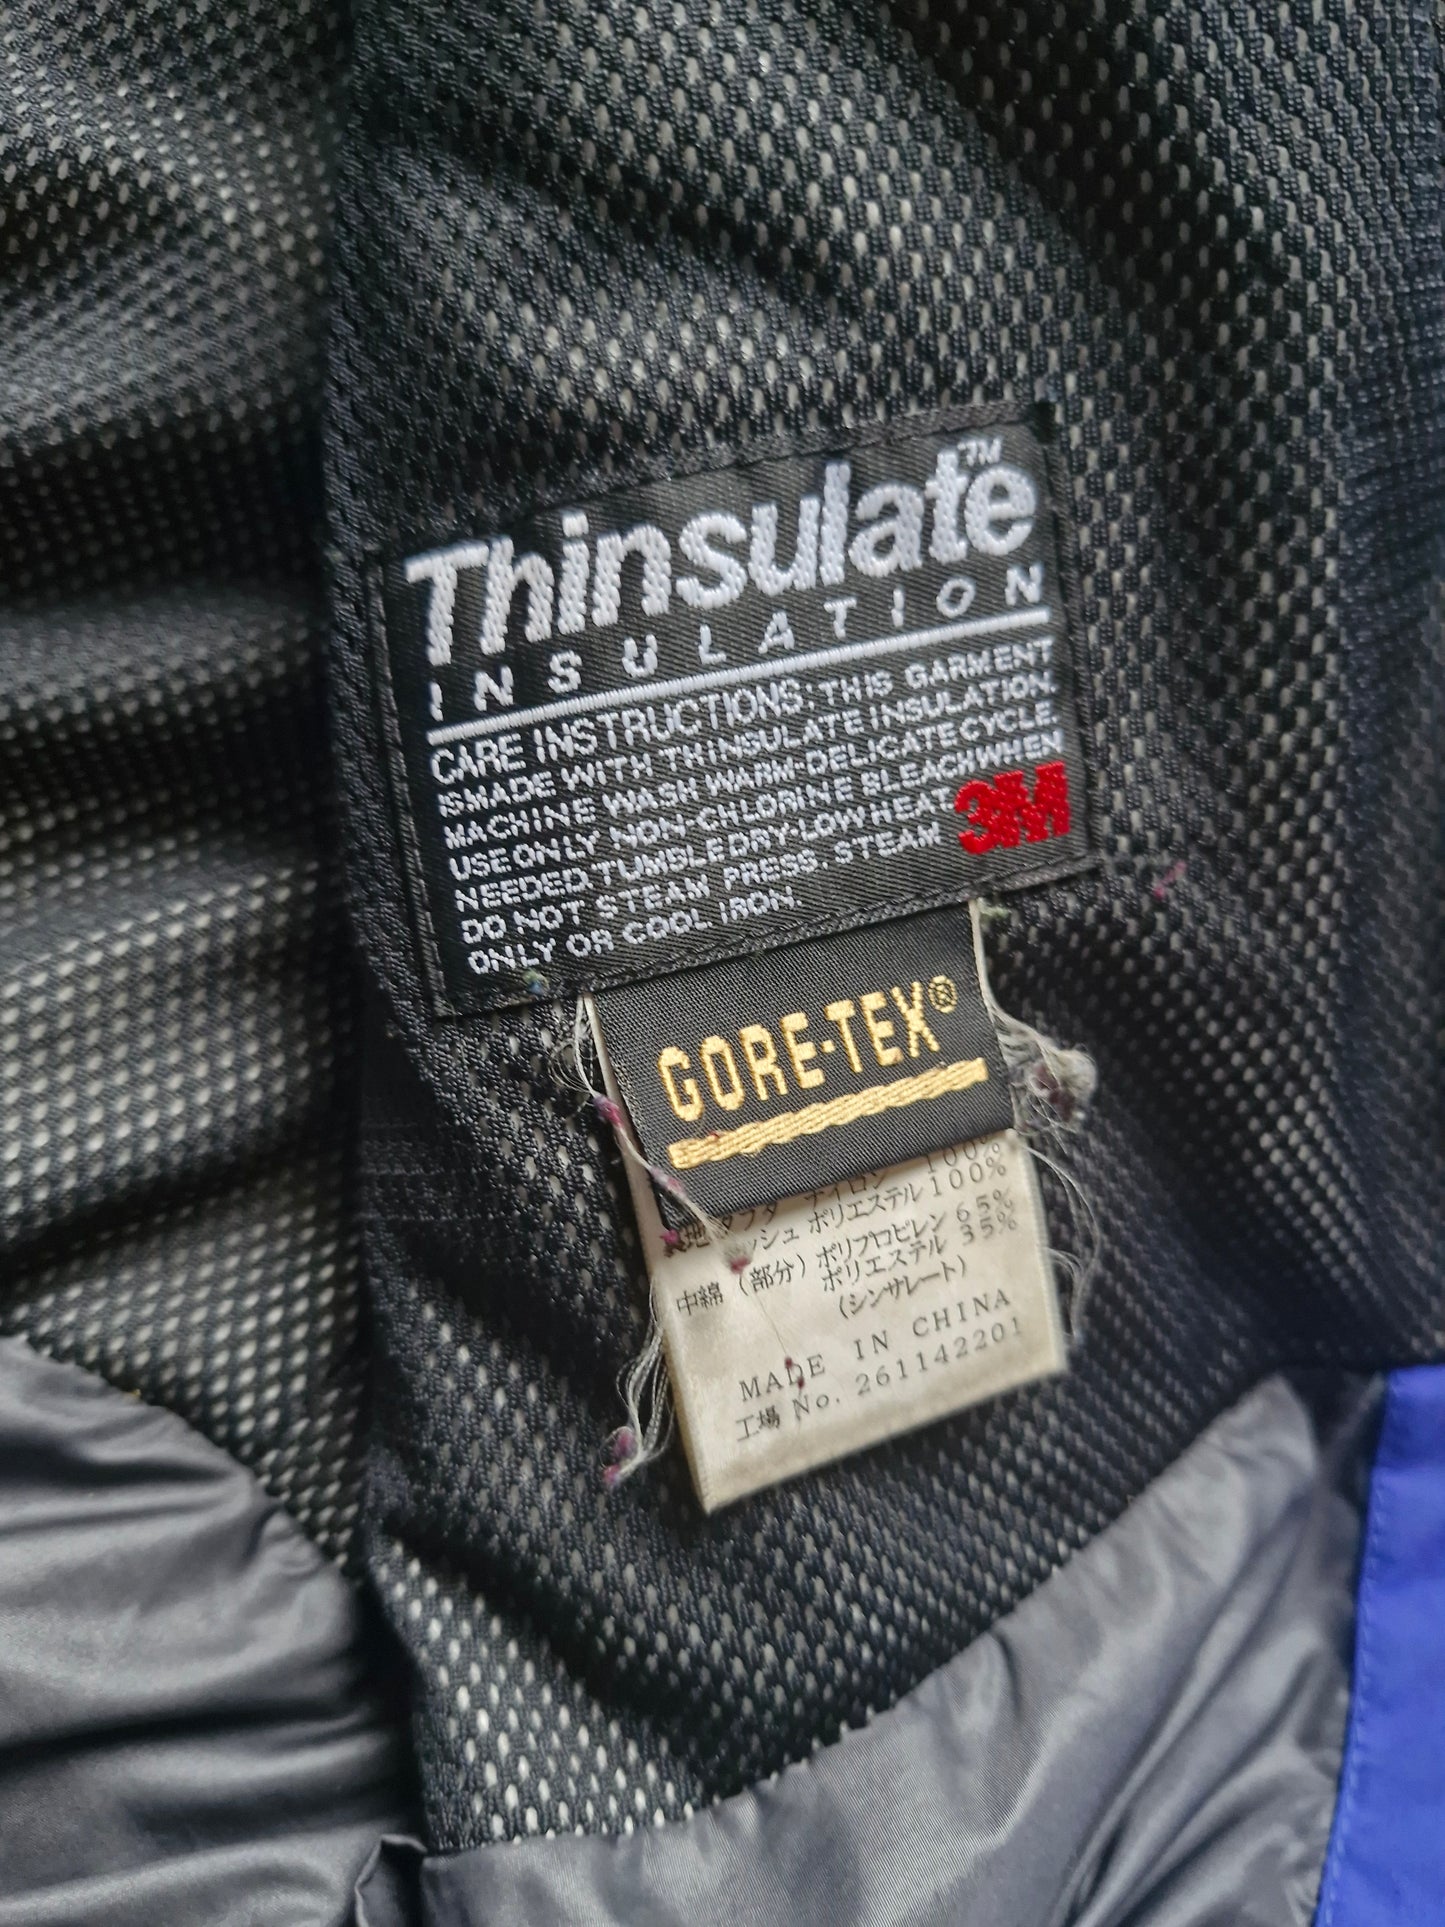 Thinsulate™
INSULATION
CARE INSTRUCTIONS: THIS GARMENT
IS MADE WITH THINSULATE INSULATION.
MACHINE WASH WARM-DELICATE CYCLE.
USE ONLY NON-CHLORINE BLEACH WHEN
NEEDED. TUMBLE DRY-LOW HEAT.
DO NOT STEAM PRESS. STEAM
ONLY OR COOL IRON.
3M
GORE-TEX®
ナイロン 100%
ポリエステル 100%
中綿 (部分) ポリプロピレン 65%
ポリエステル 35%
(シンサレート)
MADE IN CHINA
工場 No. 261142201